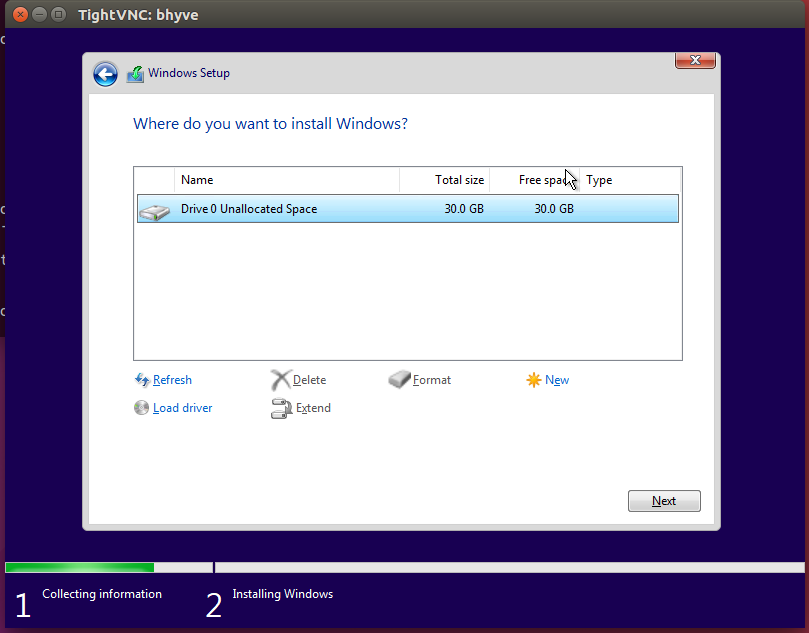 TightVNC: bhyve
Windows Setup
Where do you want to install Windows?
Name Total size Free spac Type
Drive 0 Unallocated Space 30.0 GB 30.0 GB
Refresh Delete Format New
Load driver Extend
Next
1 Collecting information 2 Installing Windows